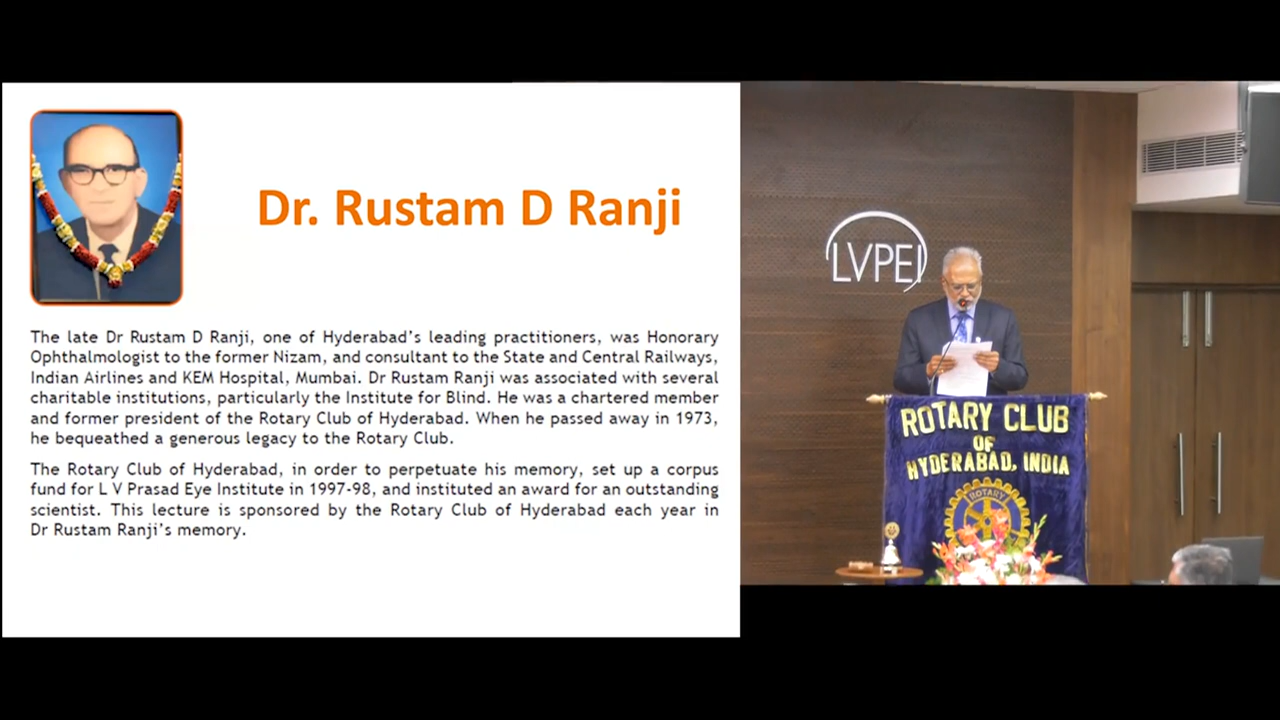 Dr. Rustam D Ranji
The late Dr Rustam D Ranji, one of Hyderabad's leading practitioners, was Honorary
Ophthalmologist to the former Nizam, and consultant to the State and Central Railways,
Indian Airlines and KEM Hospital, Mumbai. Dr Rustam Ranji was associated with several
charitable institutions, particularly the Institute for Blind. He was a chartered member
and former president of the Rotary Club of Hyderabad. When he passed away in 1973,
he bequeathed a generous legacy to the Rotary Club.
The Rotary Club of Hyderabad, in order to perpetuate his memory, set up a corpus
fund for L V Prasad Eye Institute in 1997-98, and instituted an award for an outstanding
scientist. This lecture is sponsored by the Rotary Club of Hyderabad each year in
Dr Rustam Ranji's memory.
LVPEI
ROTARY CLUB
OF
HYDERABAD, INDIA
ROTARY